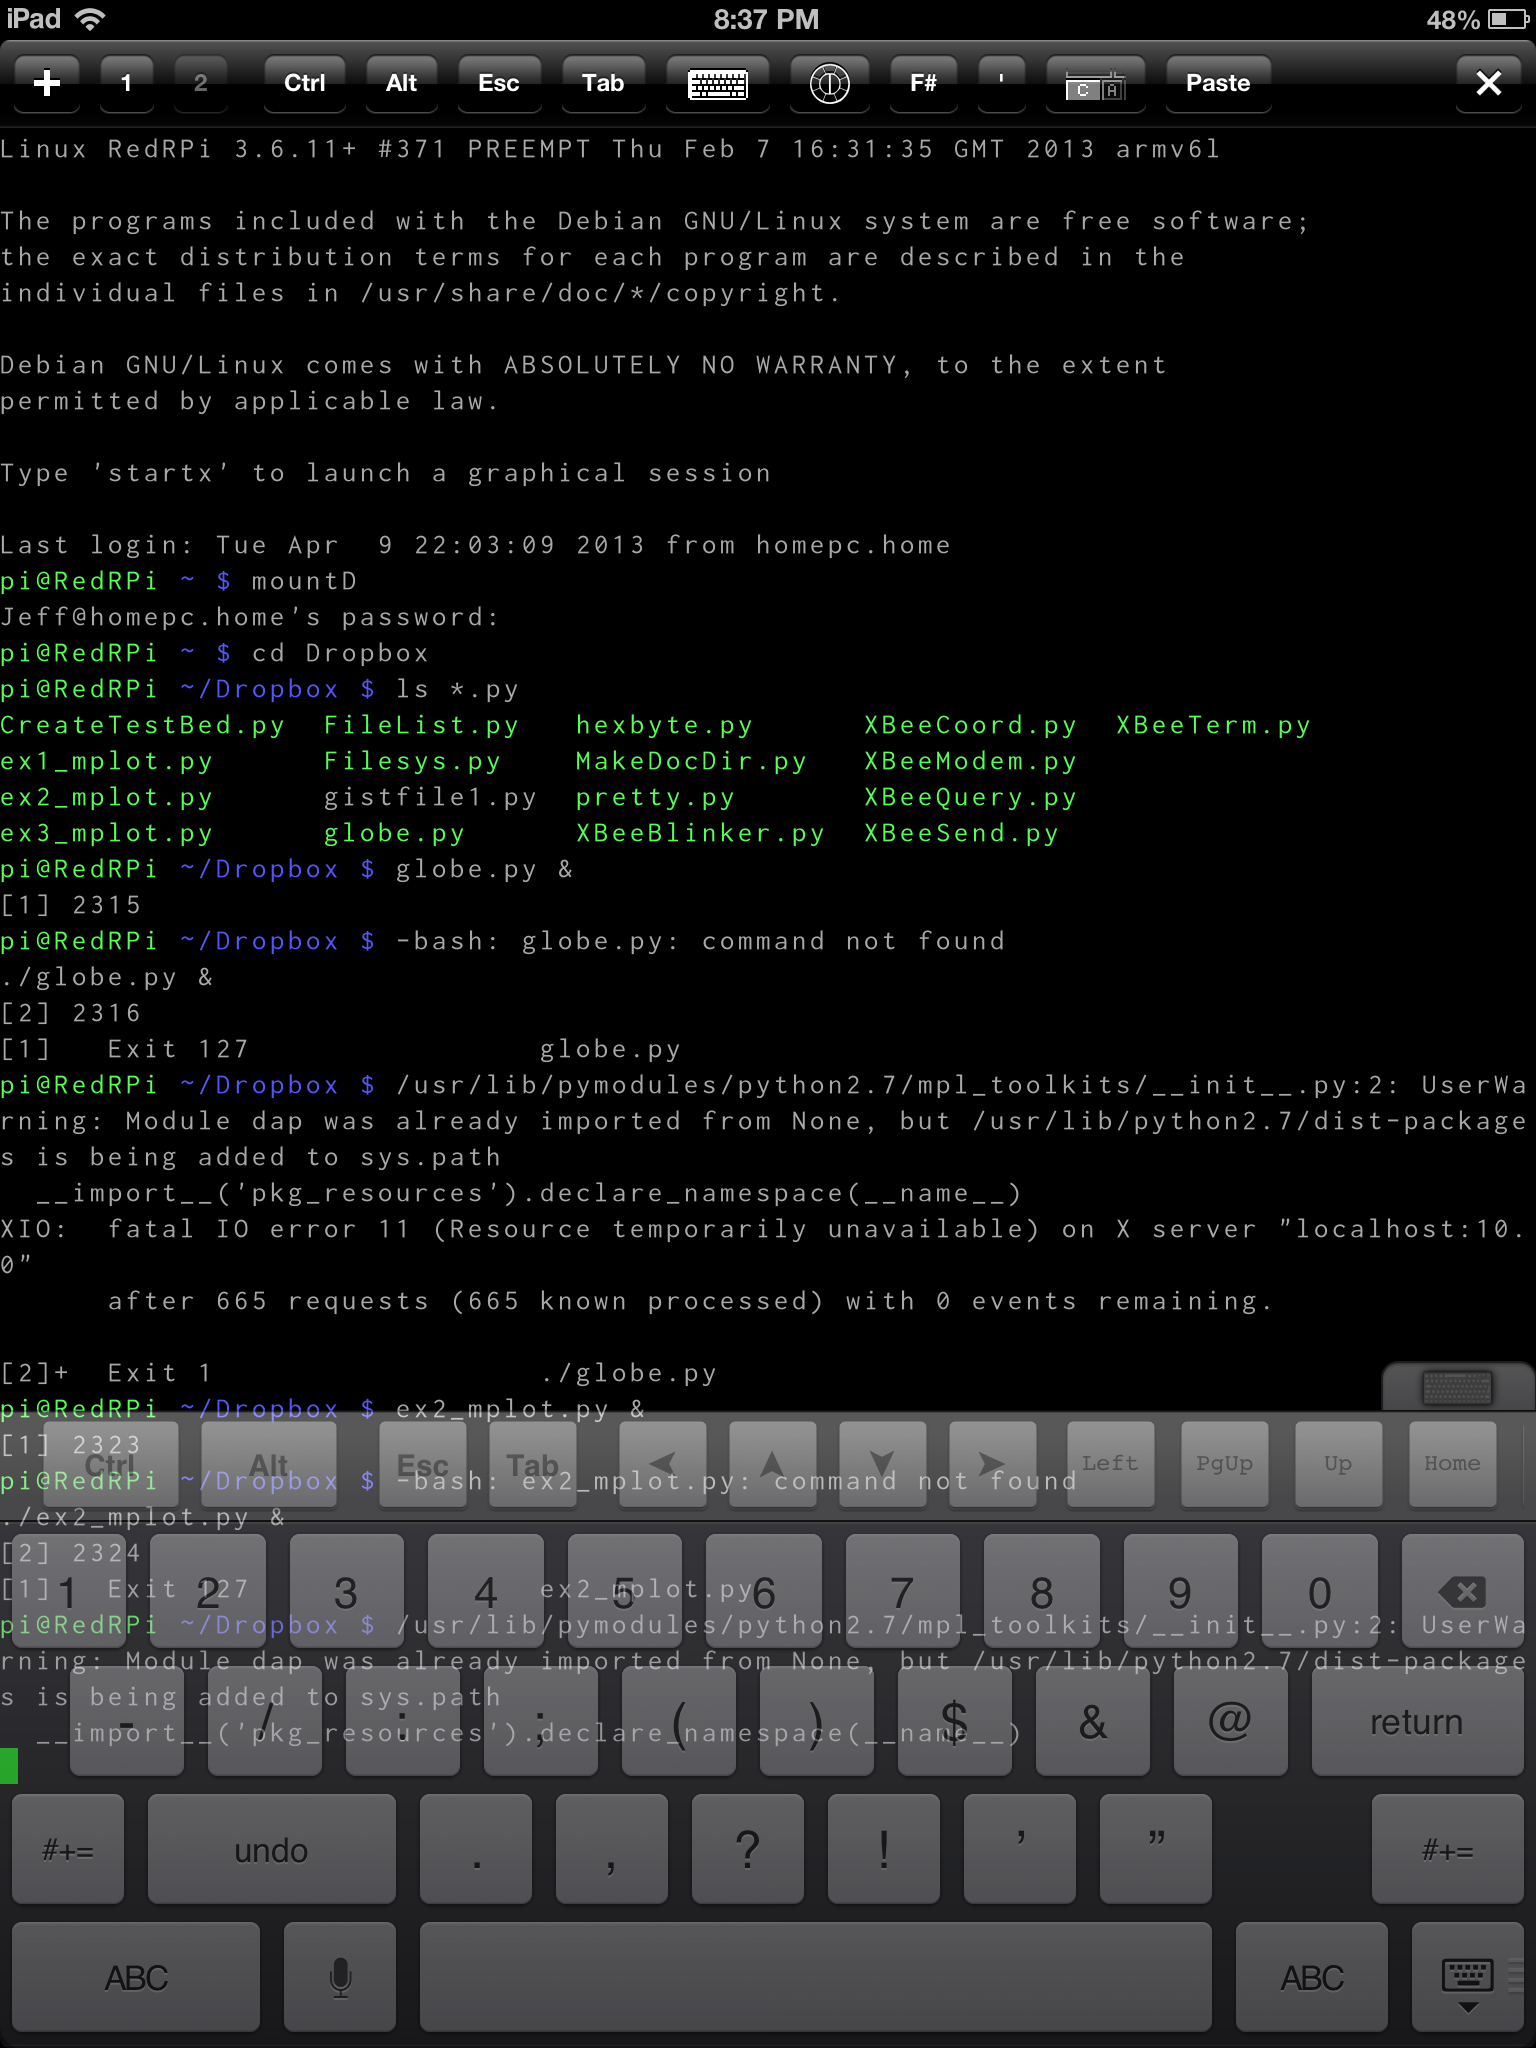 iPad 8:37 PM 48%
1 2 Ctrl Alt Esc Tab F# ' C A Paste
Linux RedRPi 3.6.11+ #371 PREEMPT Thu Feb 7 16:31:35 GMT 2013 armv6l
The programs included with the Debian GNU/Linux system are free software;
the exact distribution terms for each program are described in the
individual files in /usr/share/doc/*/copyright.
Debian GNU/Linux comes with ABSOLUTELY NO WARRANTY, to the extent
permitted by applicable law.
Type 'startx' to launch a graphical session
Last login: Tue Apr  9 22:03:09 2013 from homepc.home
pi@RedRPi ~ $ mountD
Jeff@homepc.home's password:
pi@RedRPi ~ $ cd Dropbox
pi@RedRPi ~/Dropbox $ ls *.py
CreateTestBed.py  FileList.py   hexbyte.py      XBeeCoord.py  XBeeTerm.py
ex1_mplot.py      Filesys.py    MakeDocDir.py   XBeeModem.py
ex2_mplot.py      gistfile1.py  pretty.py       XBeeQuery.py
ex3_mplot.py      globe.py      XBeeBlinker.py  XBeeSend.py
pi@RedRPi ~/Dropbox $ globe.py &
[1] 2315
pi@RedRPi ~/Dropbox $ -bash: globe.py: command not found
./globe.py &
[2] 2316
[1]   Exit 127                globe.py
pi@RedRPi ~/Dropbox $ /usr/lib/pymodules/python2.7/mpl_toolkits/__init__.py:2: UserWa
rning: Module dap was already imported from None, but /usr/lib/python2.7/dist-package
s is being added to sys.path
  __import__('pkg_resources').declare_namespace(__name__)
XIO:  fatal IO error 11 (Resource temporarily unavailable) on X server "localhost:10.
0"
      after 665 requests (665 known processed) with 0 events remaining.
[2]+  Exit 1                  ./globe.py
pi@RedRPi ~/Dropbox $ ex2_mplot.py &
[1] 2323
Ctrl Alt Esc Tab Left PgUp Up Home
pi@RedRPi ~/Dropbox $ -bash: ex2_mplot.py: command not found
./ex2_mplot.py &
[2] 2324
[1]   Exit 127                ex2_mplot.py
1 2 3 4 5 6 7 8 9 0
pi@RedRPi ~/Dropbox $ /usr/lib/pymodules/python2.7/mpl_toolkits/__init__.py:2: UserWa
rning: Module dap was already imported from None, but /usr/lib/python2.7/dist-package
s is being added to sys.path
  __import__('pkg_resources').declare_namespace(__name__)
- / : ; ( ) $ & @ return
#+= undo . , ? ! ' " #+=
ABC ABC